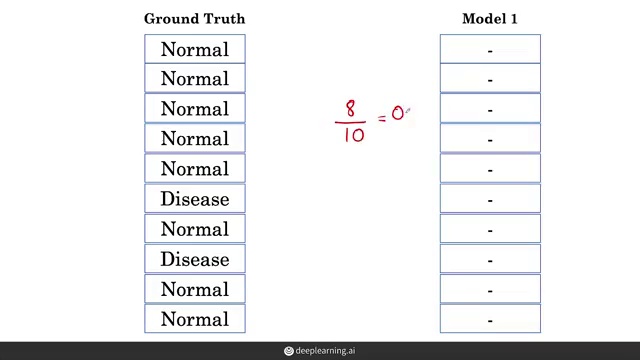 Ground Truth
Model 1
Normal
-
Normal
-
Normal
-
Normal
-
Normal
-
Disease
-
Normal
-
Disease
-
Normal
-
Normal
-
8
10
= 0.
deeplearning.ai